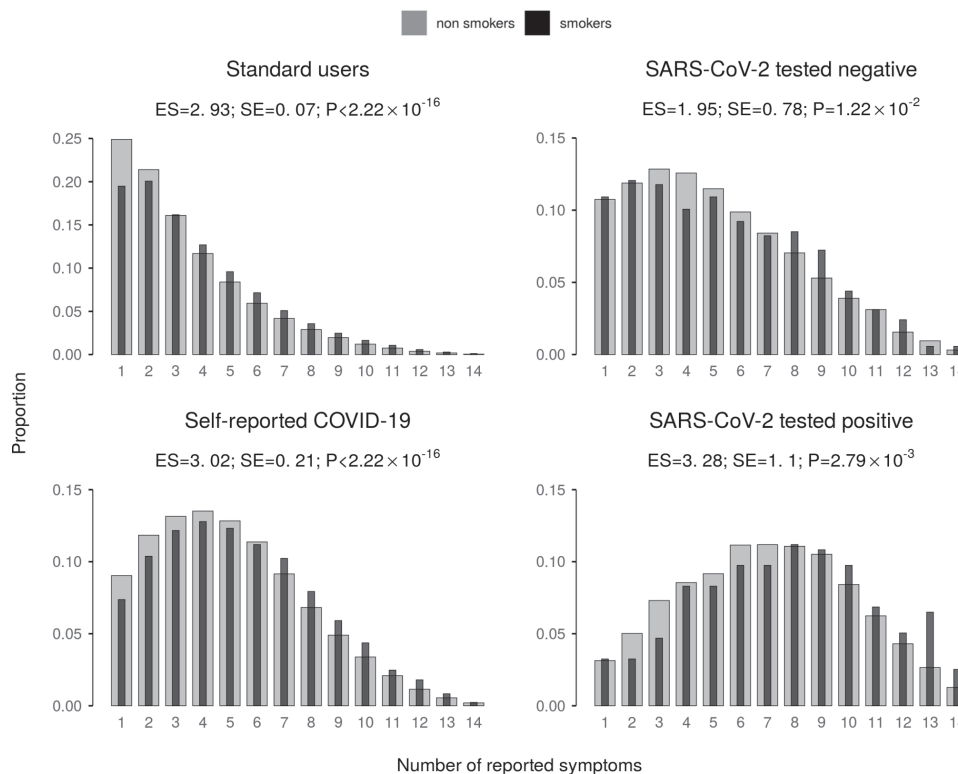 non smokers smokers
Standard users
ES=2. 93; SE=0. 07; P<2.22×10-16
0.25
0.20
0.15
0.10
0.05
0.00
1 2 3 4 5 6 7 8 9 10 11 12 13 14
SARS-CoV-2 tested negative
ES=1. 95; SE=0. 78; P=1.22×10-2
0.15
0.10
0.05
0.00
1 2 3 4 5 6 7 8 9 10 11 12 13
Proportion
Self-reported COVID-19
ES=3. 02; SE=0. 21; P<2.22×10-16
0.15
0.10
0.05
0.00
1 2 3 4 5 6 7 8 9 10 11 12 13 14
SARS-CoV-2 tested positive
ES=3. 28; SE=1. 1; P=2.79×10-3
0.15
0.10
0.05
0.00
1 2 3 4 5 6 7 8 9 10 11 12 13
Number of reported symptoms